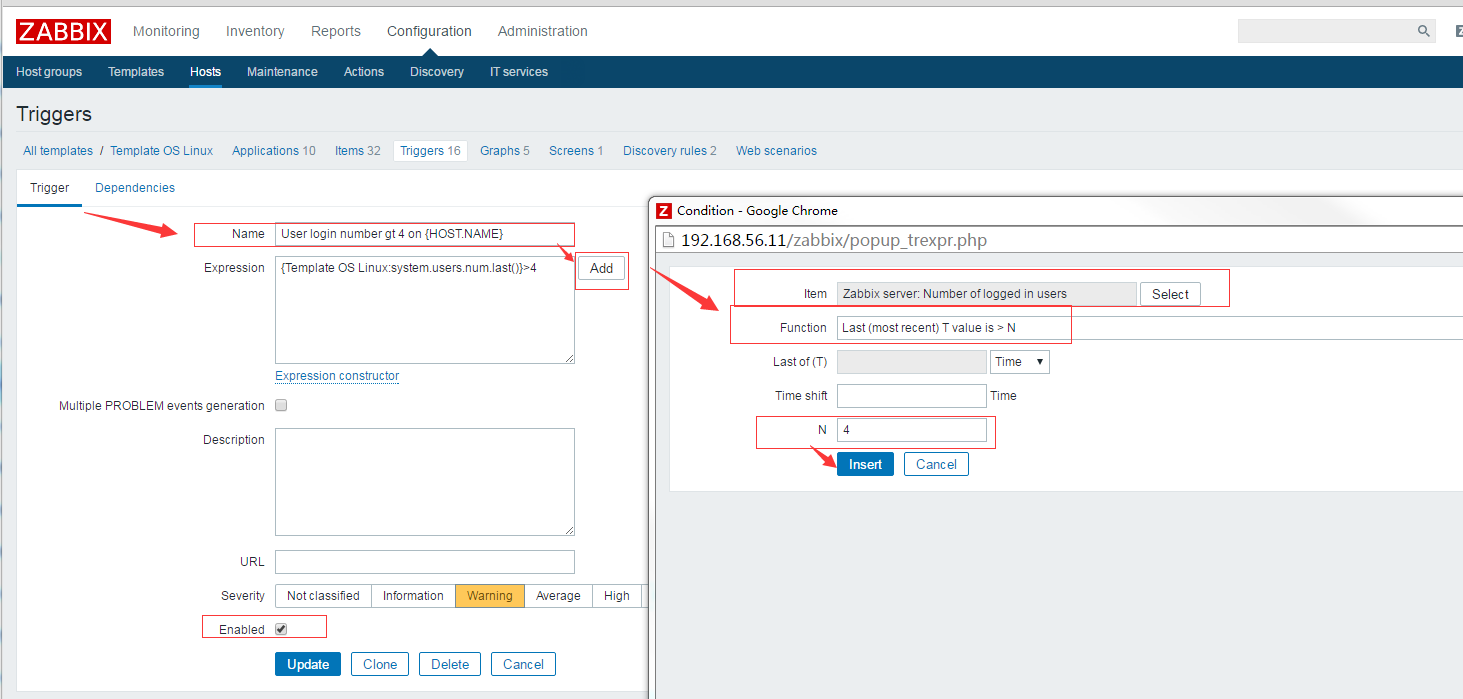 ZABBIX Monitoring Inventory Reports Configuration Administration Z
Host groups Templates Hosts Maintenance Actions Discovery IT services
Triggers
All templates / Template OS Linux Applications 10 Items 32 Triggers 16 Graphs 5 Screens 1 Discovery rules 2 Web scenarios
Trigger Dependencies
Name User login number gt 4 on {HOST.NAME}
Expression {Template OS Linux:system.users.num.last()}>4 Add
Expression constructor
Multiple PROBLEM events generation
Description
URL
Severity Not classified Information Warning Average High
Enabled
Update Clone Delete Cancel
Z Condition - Google Chrome
192.168.56.11/zabbix/popup_trexpr.php
Item Zabbix server: Number of logged in users Select
Function Last (most recent) T value is > N
Last of (T) Time
Time shift Time
N 4
Insert Cancel